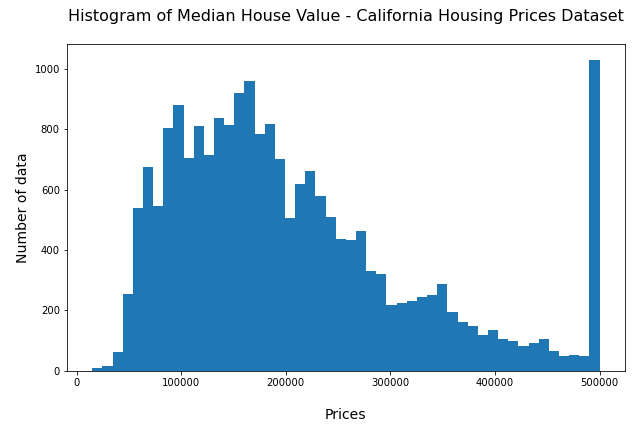 Histogram of Median House Value - California Housing Prices Dataset
1000
800
600
400
200
0
Number of data
0 100000 200000 300000 400000 500000
Prices